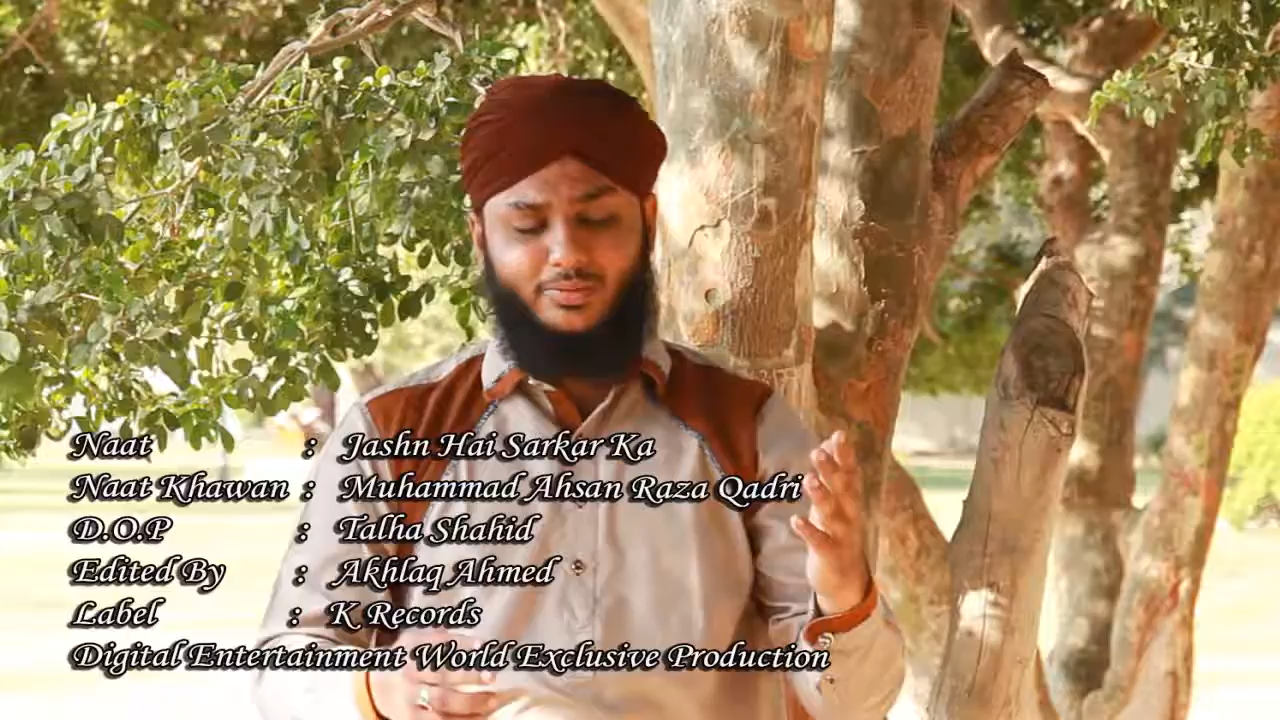 Naat : Jashn Hai Sarkar Ka
Naat Khawan : Muhammad Ahsan Raza Qadri
D.O.P : Talha Shahid
Edited By : Akhlaq Ahmed
Label : K Records
Digital Entertainment World Exclusive Production